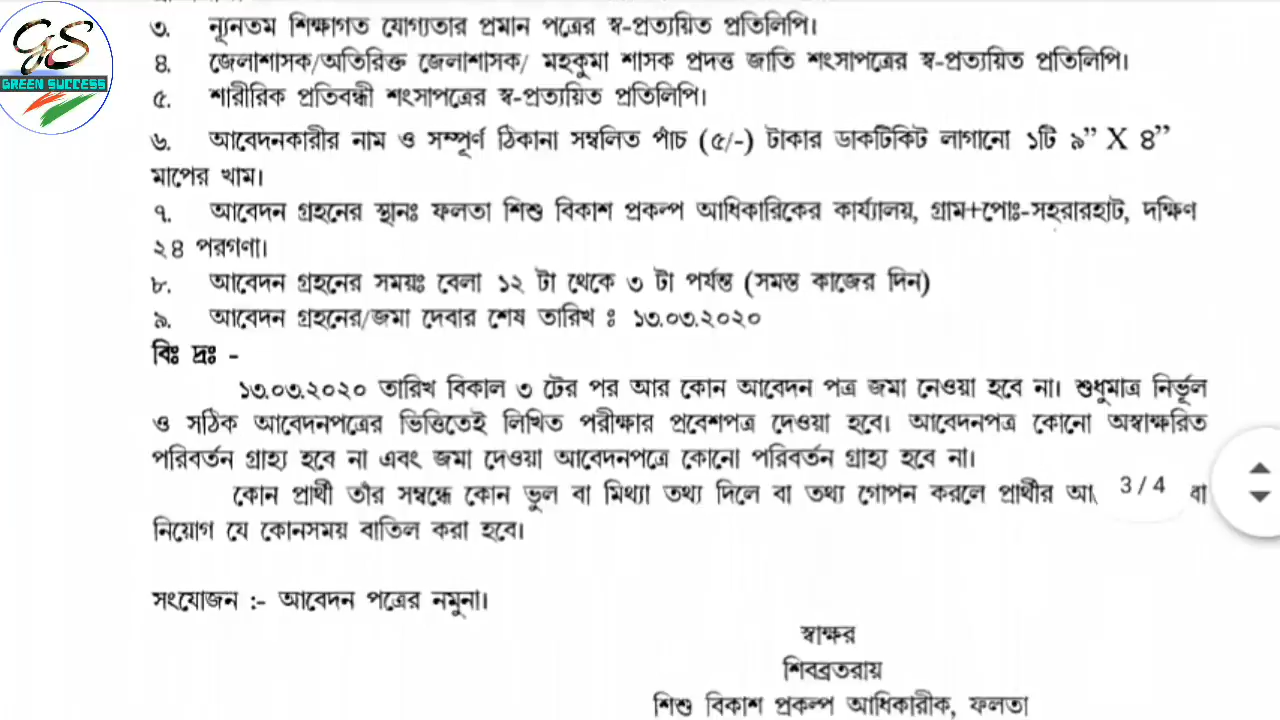 GS
GREEN SUCCESS
৩. ন্যূনতম শিক্ষাগত যোগ্যতার প্রমান পত্রের স্ব-প্রত্যয়িত প্রতিলিপি।
৪. জেলাশাসক/অতিরিক্ত জেলাশাসক/ মহকুমা শাসক প্রদত্ত জাতি শংসাপত্রের স্ব-প্রত্যয়িত প্রতিলিপি।
৫. শারীরিক প্রতিবন্ধী শংসাপত্রের স্ব-প্রত্যয়িত প্রতিলিপি।
৬. আবেদনকারীর নাম ও সম্পূর্ণ ঠিকানা সম্বলিত পাঁচ (৫/-) টাকার ডাকটিকিট লাগানো ১টি ৯” X ৪”
মাপের খাম।
৭. আবেদন গ্রহনের স্থানঃ ফলতা শিশু বিকাশ প্রকল্প আধিকারিকের কার্য্যালয়, গ্রাম+পোঃ-সহরারহাট, দক্ষিণ
২৪ পরগণা।
৮. আবেদন গ্রহনের সময়ঃ বেলা ১২ টা থেকে ৩ টা পর্যন্ত (সমস্ত কাজের দিন)
৯. আবেদন গ্রহনের/জমা দেবার শেষ তারিখ ঃ ১৩.০৩.২০২০
বিঃ দ্রঃ -
১৩.০৩.২০২০ তারিখ বিকাল ৩ টের পর আর কোন আবেদন পত্র জমা নেওয়া হবে না। শুধুমাত্র নির্ভূল
ও সঠিক আবেদনপত্রের ভিত্তিতেই লিখিত পরীক্ষার প্রবেশপত্র দেওয়া হবে। আবেদনপত্র কোনো অস্বাক্ষরিত
পরিবর্তন গ্রাহ্য হবে না এবং জমা দেওয়া আবেদনপত্রে কোনো পরিবর্তন গ্রাহ্য হবে না।
কোন প্রার্থী তাঁর সম্বন্ধে কোন ভুল বা মিথ্যা তথ্য দিলে বা তথ্য গোপন করলে প্রার্থীর বা
3 / 4
নিয়োগ যে কোনসময় বাতিল করা হবে।
সংযোজন :- আবেদন পত্রের নমুনা।
স্বাক্ষর
শিবব্রতরায়
শিশু বিকাশ প্রকল্প আধিকারীক, ফলতা